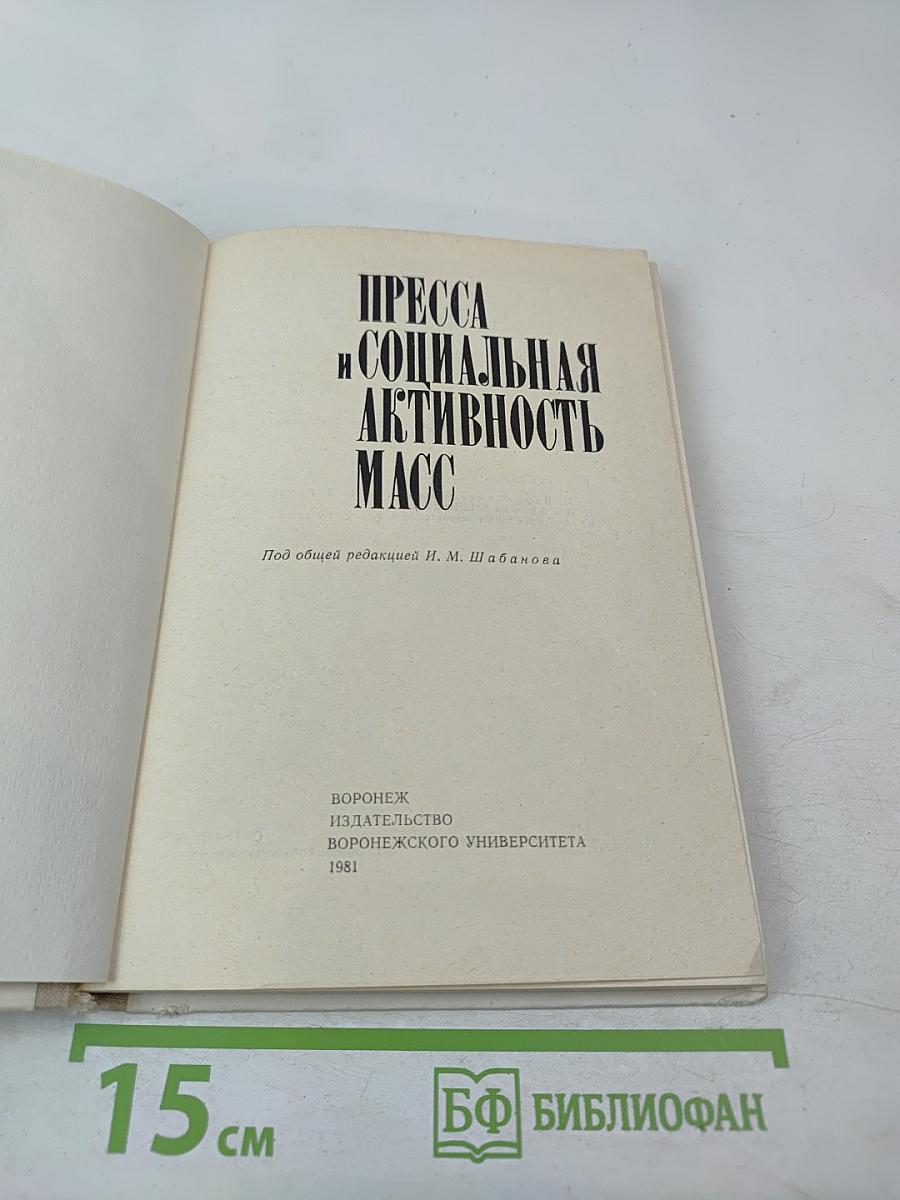 ПРЕССА
и СОЦИАЛЬНАЯ
АКТИВНОСТЬ
МАСС
Под общей редакцией И. М. Шабанова
ВОРОНЕЖ
ИЗДАТЕЛЬСТВО
ВОРОНЕЖСКОГО УНИВЕРСИТЕТА
1981
15 см
БФ БИБЛИОФАН